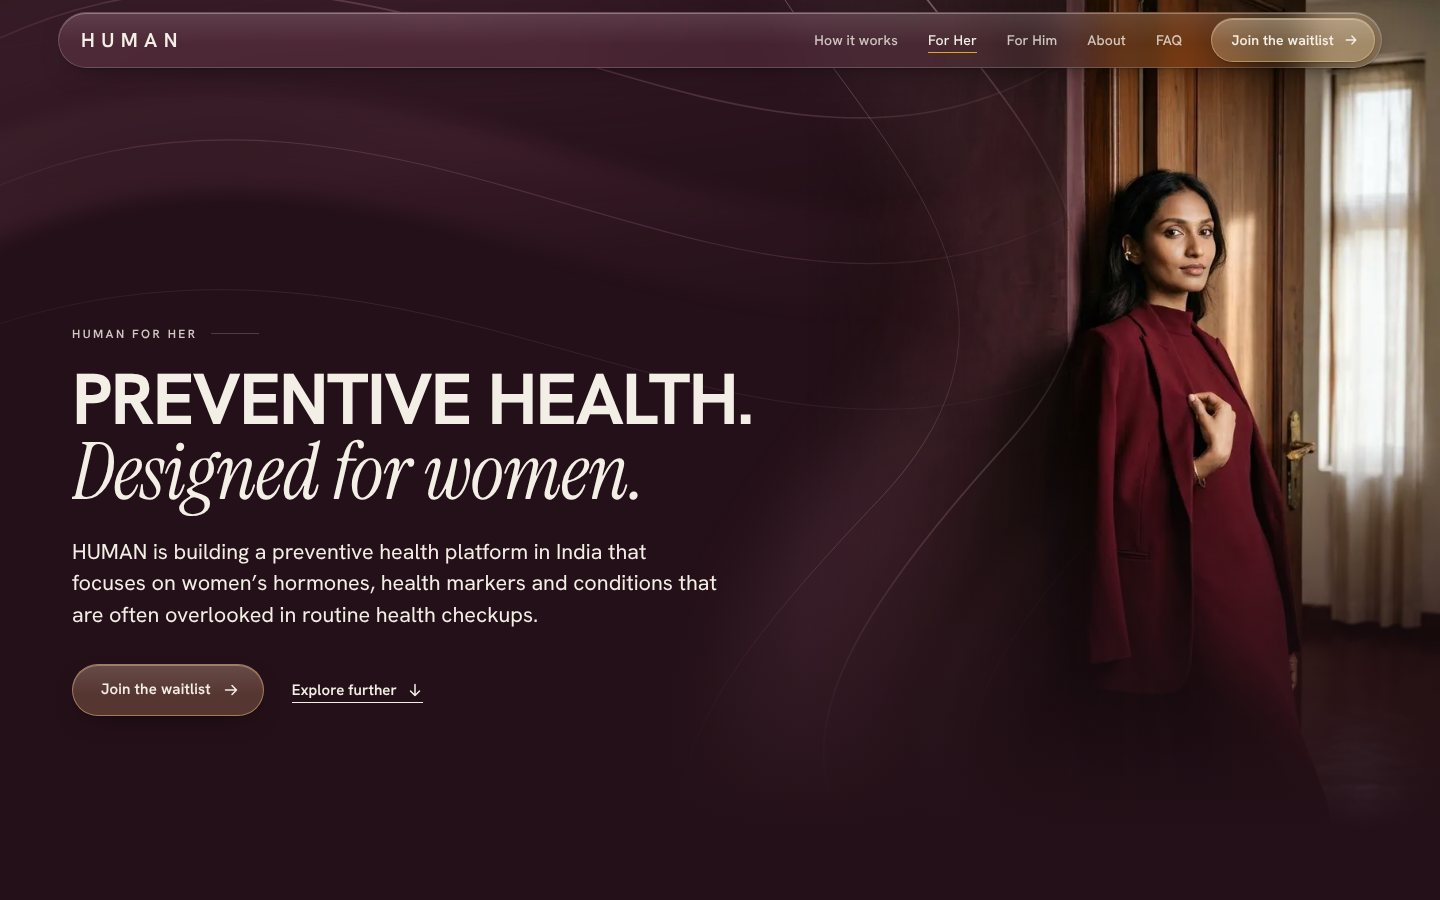 HUMAN
How it works
For Her
For Him
About
FAQ
Join the waitlist →
HUMAN FOR HER
PREVENTIVE HEALTH.
Designed for women.
HUMAN is building a preventive health platform in India that
focuses on women’s hormones, health markers and conditions that
are often overlooked in routine health checkups.
Join the waitlist →
Explore further ↓